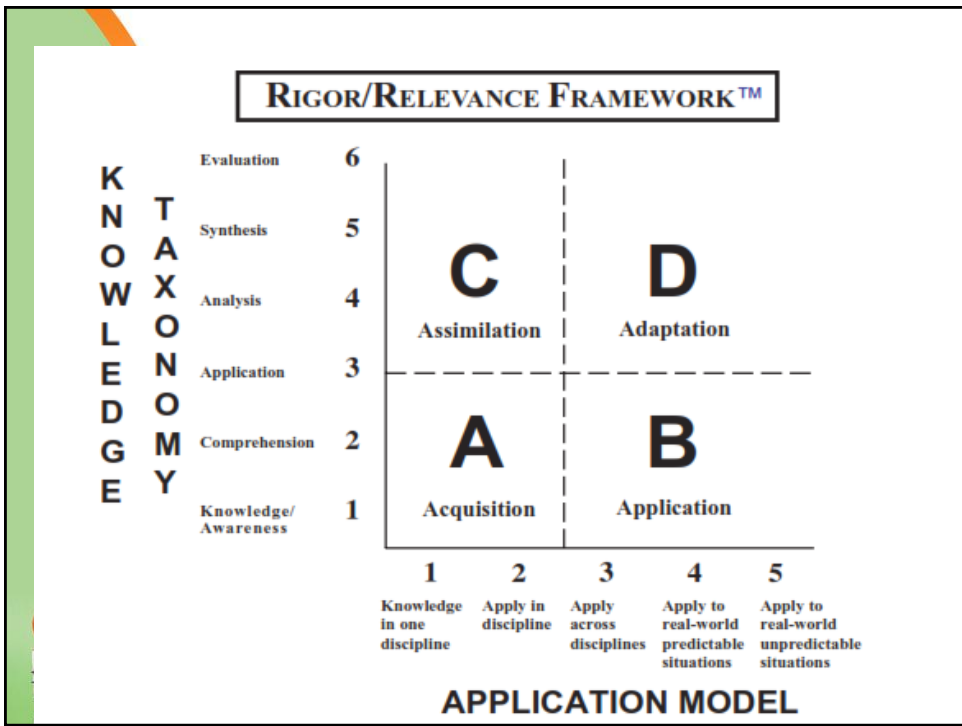 RIGOR/RELEVANCE FRAMEWORK™
KNOWLEDGE
TAXONOMY
Evaluation 6
Synthesis 5
Analysis 4
Application 3
Comprehension 2
Knowledge/
Awareness 1
C
Assimilation
D
Adaptation
A
Acquisition
B
Application
1 2 3 4 5
Knowledge
in one
discipline
Apply in
discipline
Apply
across
disciplines
Apply to
real-world
predictable
situations
Apply to
real-world
unpredictable
situations
APPLICATION MODEL